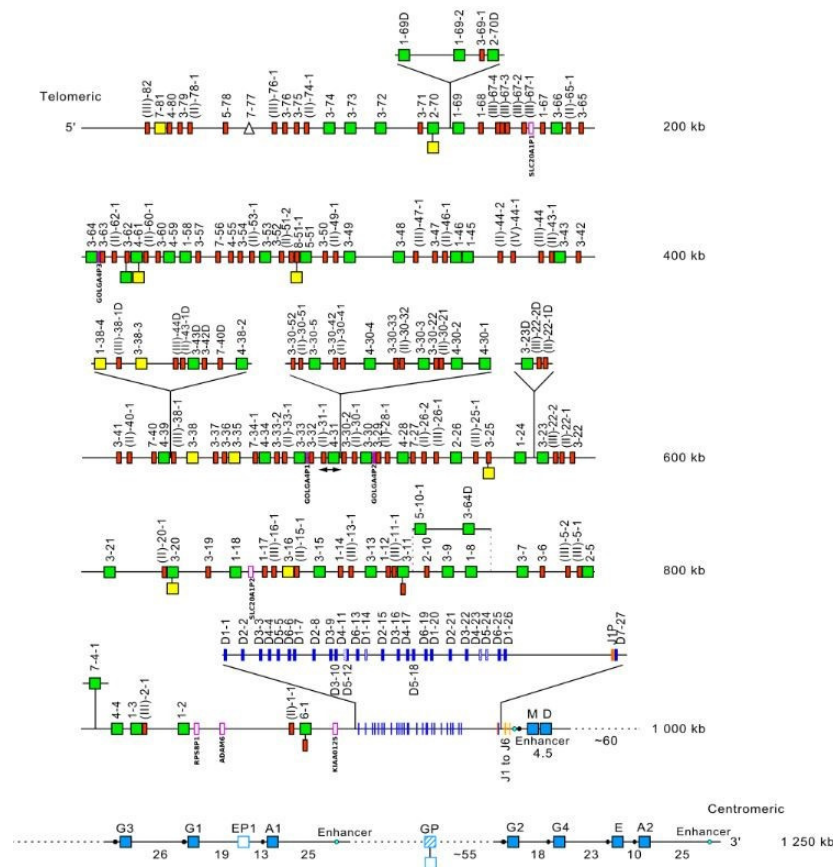 1-69D 1-69-2 3-69-1 2-70D
Telomeric
(III)-82 7-81 4-80 3-79 (II)-78-1 5-78 7-77 (III)-76-1 3-76 3-75 (II)-74-1 3-74 3-73 3-72 3-71 2-70 1-69 1-68 (III)-67-4 (III)-67-3 (III)-67-2 (III)-67-1 1-67 3-66 (II)-65-1 3-65
5' 200 kb
SLC20A1P1
3-64 3-63 (II)-62-1 3-62 4-61 (II)-60-1 3-60 4-59 1-58 3-57 7-56 4-55 3-54 (II)-53-1 3-53 3-52 (II)-51-2 8-51-1 5-51 3-50 (II)-49-1 3-49 3-48 (III)-47-1 3-47 (II)-46-1 1-46 1-45 (II)-44-2 (IV)-44-1 (III)-44 (II)-43-1 3-43 3-42
400 kb
GOLGA4P3
1-38-4 (III)-38-1D 3-38-3 (III)-44D (II)-43-1D 3-43D 3-42D 7-40D 4-38-2
3-30-52 (II)-30-51 3-30-5 3-30-42 (II)-30-41 4-30-4 3-30-33 (II)-30-32 3-30-3 3-30-22 (II)-30-21 4-30-2 4-30-1
3-23D (III)-22-2D (II)-22-1D
3-41 (II)-40-1 7-40 4-39 (III)-38-1 3-38 3-37 3-36 3-35 7-34-1 4-34 3-33-2 (II)-33-1 3-33 3-32 (II)-31-1 4-31 3-30-2 (II)-30-1 3-30 3-29 (II)-28-1 4-28 7-27 (II)-26-2 (III)-26-1 2-26 (III)-25-1 3-25 1-24 3-23 (III)-22-2 (II)-22-1 3-22
600 kb
GOLGA4P1 GOLGA4P2
5-10-1 3-64D
3-21 (II)-20-1 3-20 3-19 1-18 1-17 (III)-16-1 3-16 (II)-15-1 3-15 1-14 (III)-13-1 3-13 1-12 (III)-11-1 3-11 2-10 3-9 1-8 3-7 3-6 (III)-5-2 (III)-5-1 2-5
800 kb
SLC20A1P2
D1-1 D2-2 D3-3 D4-4 D5-5 D6-6 D1-7 D2-8 D3-9 D4-11 D6-13 D1-14 D2-15 D3-16 D4-17 D6-19 D1-20 D2-21 D3-22 D4-23 D5-24 D6-25 D1-26 J1P D7-27
D3-10 D5-12 D5-18
7-4-1
4-4 1-3 (III)-2-1 1-2 (II)-1-1 6-1
M D
1 000 kb
RPS8P1 ADAM6 KIAA0125
J1 to J6
Enhancer
4.5
~60
Centromeric
G3 G1 EP1 A1 Enhancer GP G2 G4 E A2 Enhancer
3' 1 250 kb
26 19 13 25 ~55 18 23 10 25